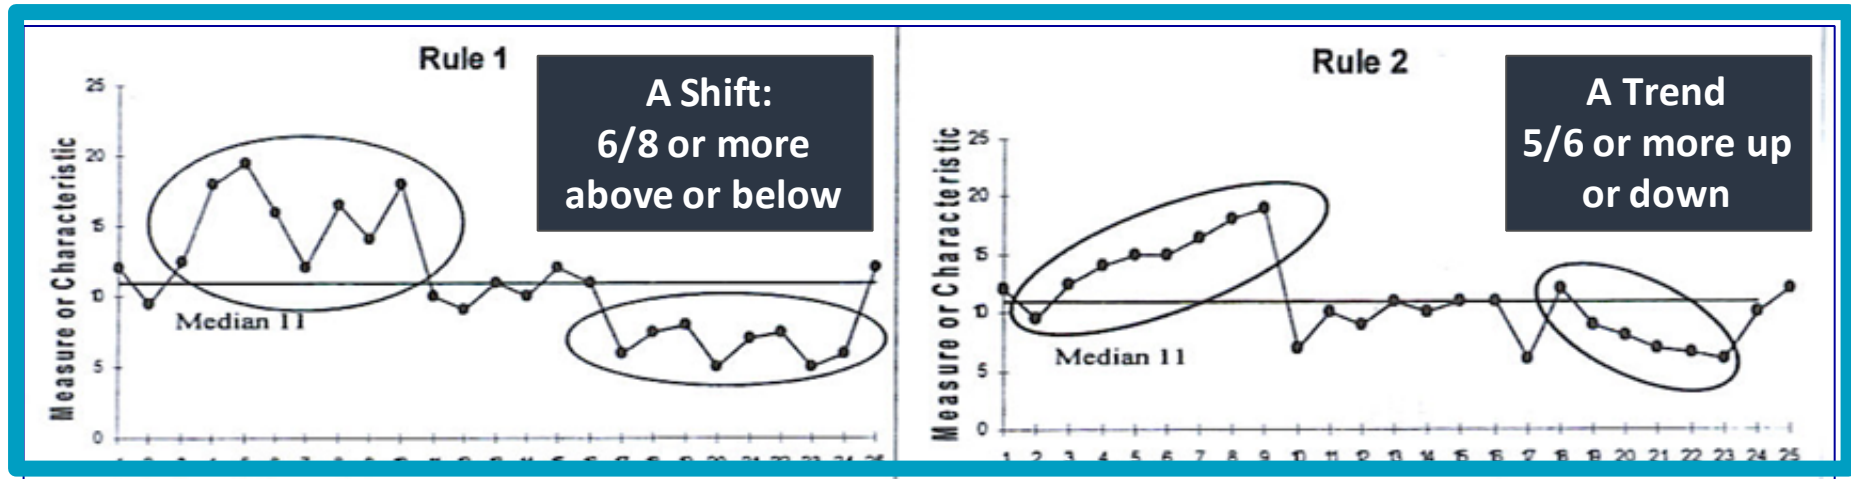 Rule 1
A Shift:
6/8 or more
above or below
Measure or Characteristic
25
20
15
10
5
0
Median 11
Rule 2
A Trend
5/6 or more up
or down
Measure or Characteristic
25
20
15
10
5
0
Median 11
1 2 3 4 5 6 7 8 9 10 11 12 13 14 15 16 17 18 19 20 21 22 23 24 25